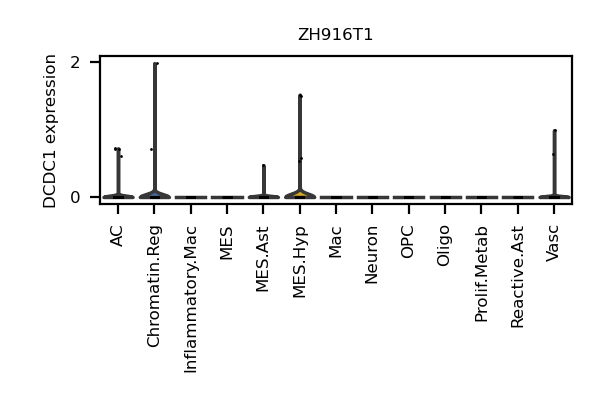 ZH916T1
DCDC1 expression
2
0
AC
Chromatin.Reg
Inflammatory.Mac
MES
MES.Ast
MES.Hyp
Mac
Neuron
OPC
Oligo
Prolif.Metab
Reactive.Ast
Vasc